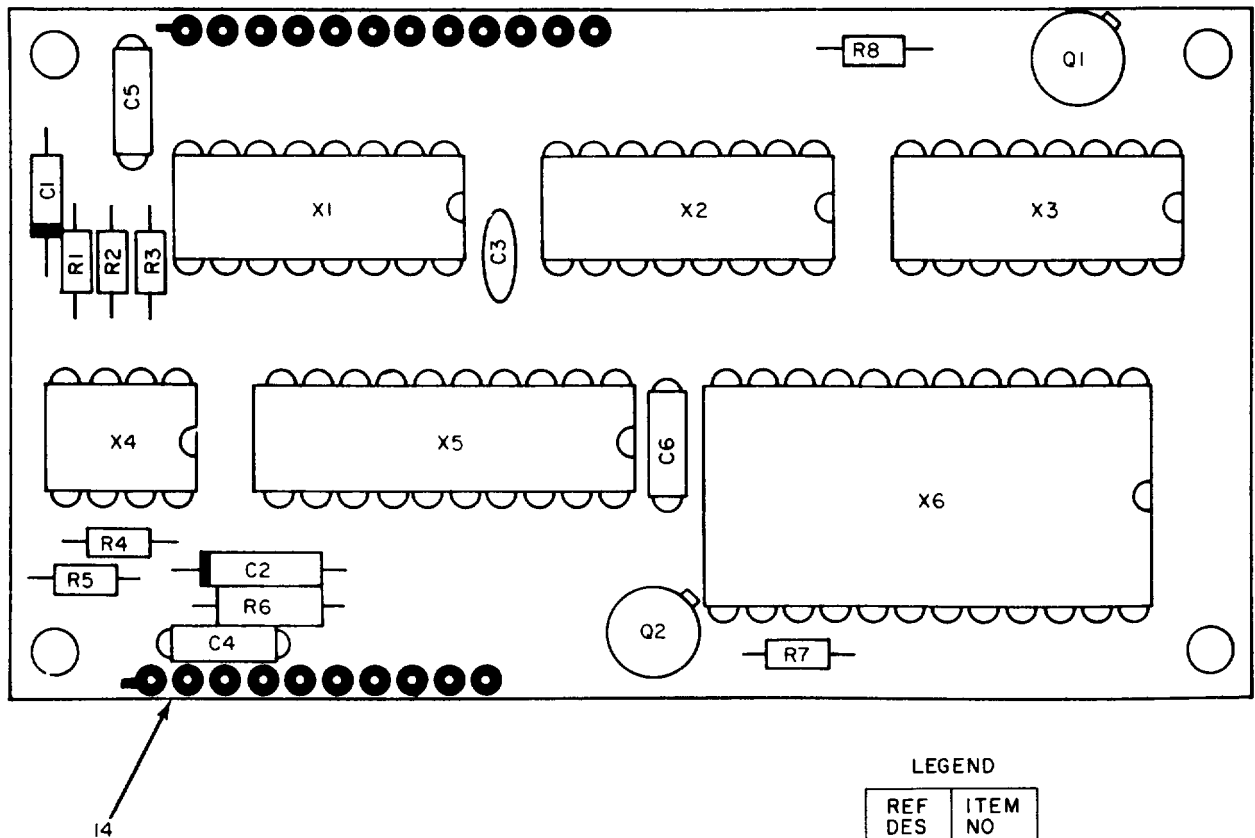 R8
Q1
C5
C1
X1
X2
X3
R1
R2
R3
C3
X4
X5
C6
X6
R4
R5
C2
R6
C4
Q2
R7
14
LEGEND
REF DES
ITEM NO